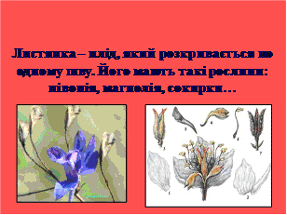 Листянка – плід, який розкривається по
одному шву. Його мають такі рослини:
півонія, магнолія, сокирки…